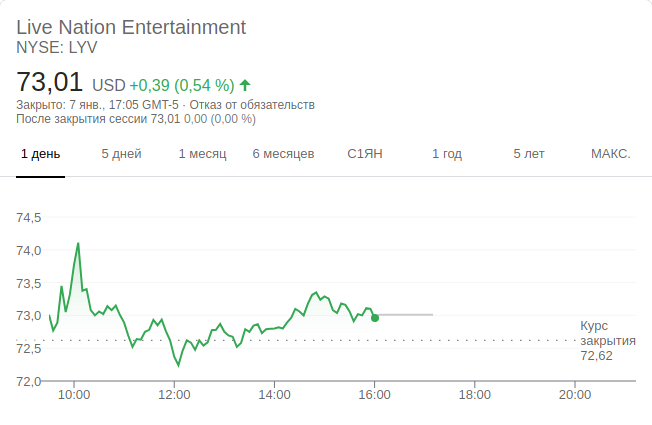 Live Nation Entertainment
NYSE: LYV
73,01 USD +0,39 (0,54 %)
Закрыто: 7 янв., 17:05 GMT-5 · Отказ от обязательств
После закрытия сессии 73,01 0,00 (0,00 %)
1 день 5 дней 1 месяц 6 месяцев С1ЯН 1 год 5 лет МАКС.
74,5
74,0
73,5
73,0
Курс
закрытия
72,62
72,5
72,0
10:00 12:00 14:00 16:00 18:00 20:00